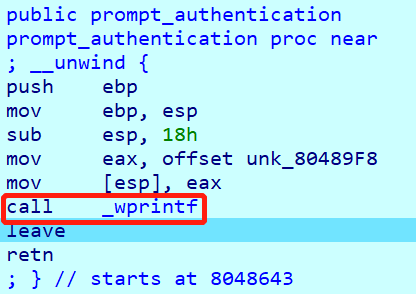 public prompt_authentication
prompt_authentication proc near
; __unwind {
push    ebp
mov     ebp, esp
sub     esp, 18h
mov     eax, offset unk_80489F8
mov     [esp], eax
call    _wprintf
leave
retn
; } // starts at 8048643